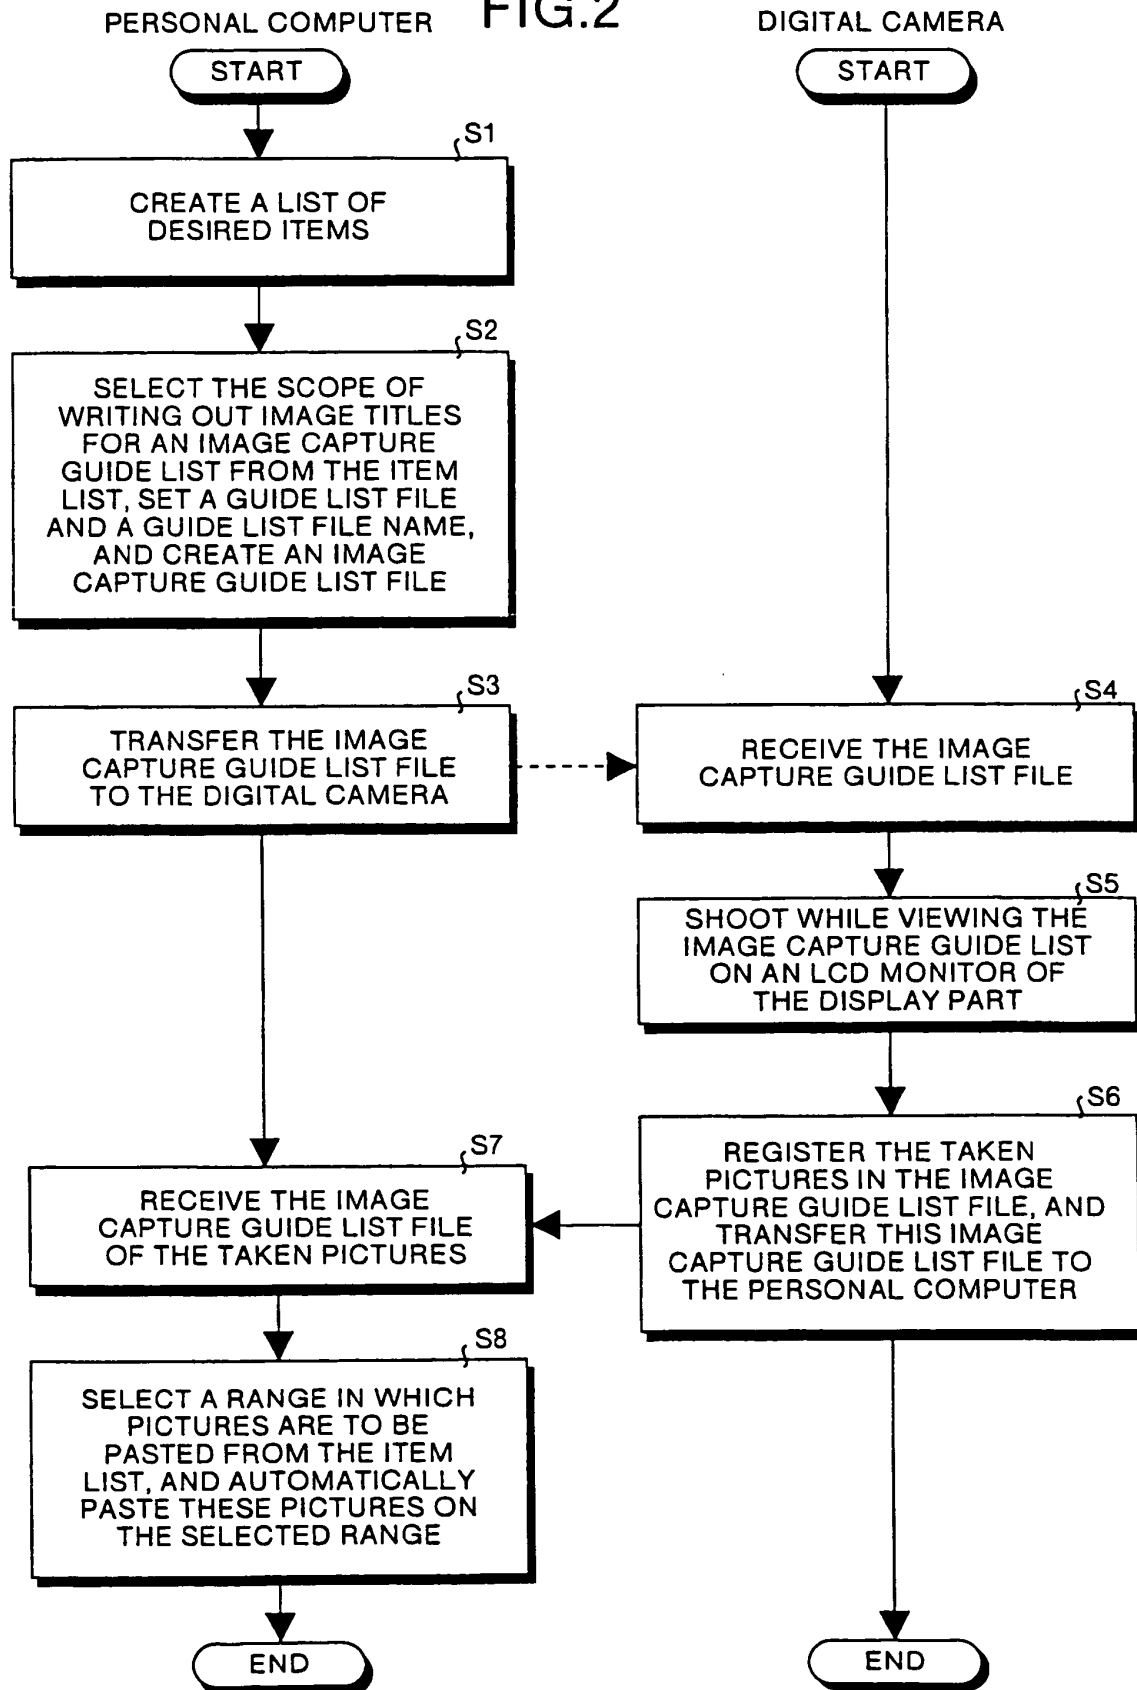 FIG.2
PERSONAL COMPUTER
DIGITAL CAMERA
START
START
S1
CREATE A LIST OF
DESIRED ITEMS
S2
SELECT THE SCOPE OF
WRITING OUT IMAGE TITLES
FOR AN IMAGE CAPTURE
GUIDE LIST FROM THE ITEM
LIST, SET A GUIDE LIST FILE
AND A GUIDE LIST FILE NAME,
AND CREATE AN IMAGE
CAPTURE GUIDE LIST FILE
S3
TRANSFER THE IMAGE
CAPTURE GUIDE LIST FILE
TO THE DIGITAL CAMERA
S4
RECEIVE THE IMAGE
CAPTURE GUIDE LIST FILE
S5
SHOOT WHILE VIEWING THE
IMAGE CAPTURE GUIDE LIST
ON AN LCD MONITOR OF
THE DISPLAY PART
S6
REGISTER THE TAKEN
PICTURES IN THE IMAGE
CAPTURE GUIDE LIST FILE, AND
TRANSFER THIS IMAGE
CAPTURE GUIDE LIST FILE TO
THE PERSONAL COMPUTER
S7
RECEIVE THE IMAGE
CAPTURE GUIDE LIST FILE
OF THE TAKEN PICTURES
S8
SELECT A RANGE IN WHICH
PICTURES ARE TO BE
PASTED FROM THE ITEM
LIST, AND AUTOMATICALLY
PASTE THESE PICTURES ON
THE SELECTED RANGE
END
END